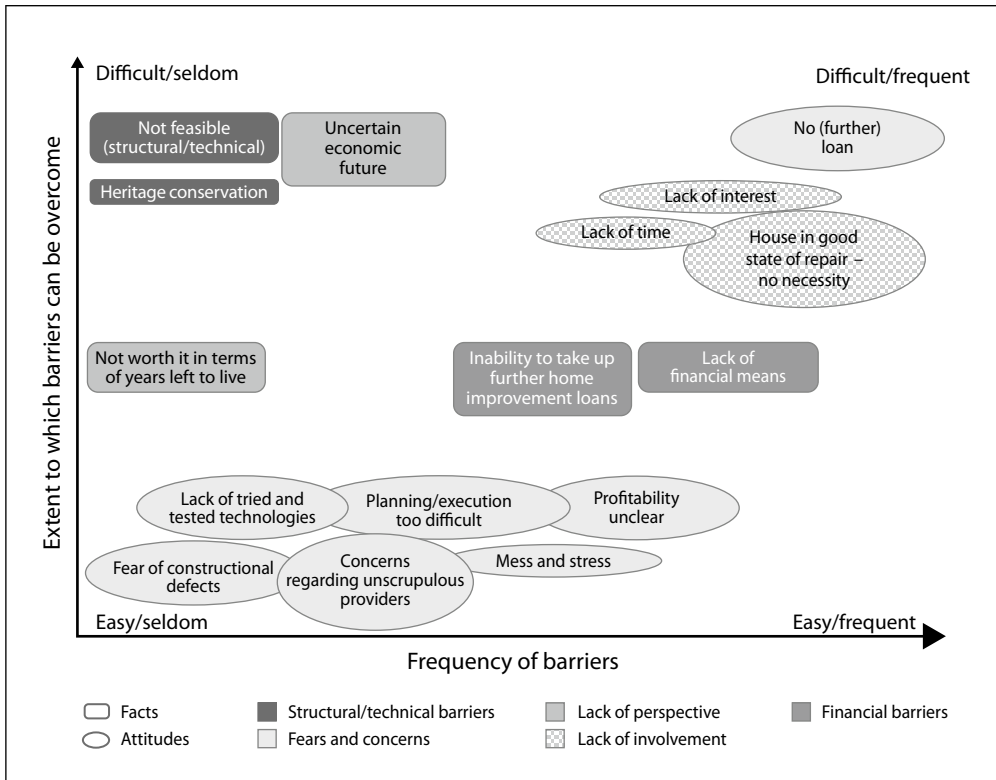 Difficult/seldom
Difficult/frequent
Not feasible
(structural/technical)
Uncertain
economic
future
No (further)
loan
Heritage conservation
Lack of interest
Lack of time
House in good
state of repair –
no necessity
Not worth it in terms
of years left to live
Inability to take up
further home
improvement loans
Lack of
financial means
Lack of tried and
tested technologies
Planning/execution
too difficult
Profitability
unclear
Fear of constructional
defects
Concerns
regarding unscrupulous
providers
Mess and stress
Easy/seldom
Easy/frequent
Extent to which barriers can be overcome
Frequency of barriers
Facts
Structural/technical barriers
Lack of perspective
Financial barriers
Attitudes
Fears and concerns
Lack of involvement